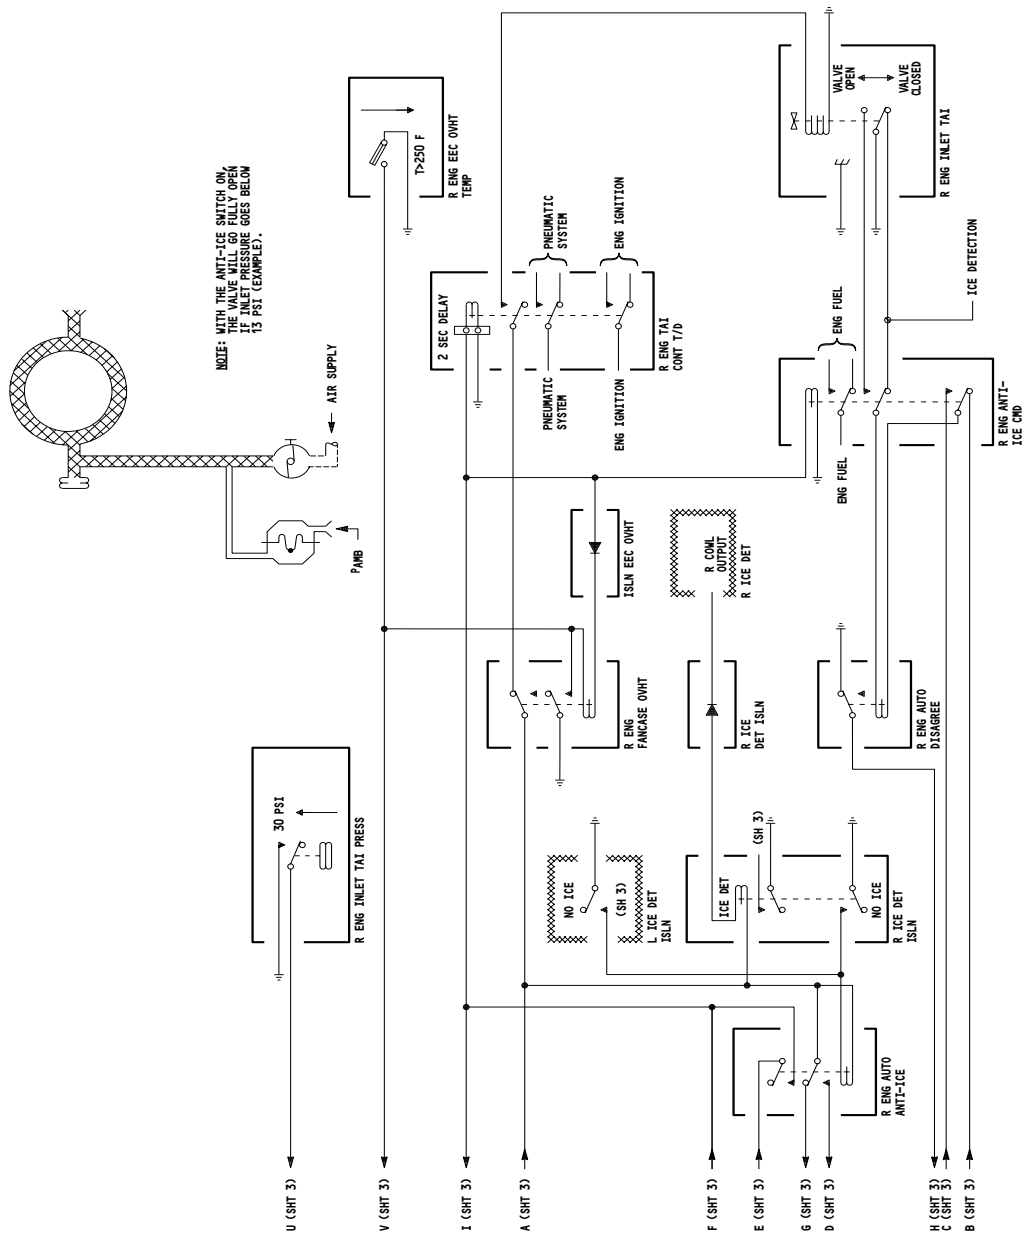 NOTE: WITH THE ANTI-ICE SWITCH ON,
THE VALVE WILL GO FULLY OPEN
IF INLET PRESSURE GOES BELOW
13 PSI (EXAMPLE).
AIR SUPPLY
PAMB
30 PSI
R ENG INLET TAI PRESS
T>250 F
R ENG EEC OVHT
TEMP
2 SEC DELAY
PNEUMATIC
SYSTEM
ENG IGNITION
PNEUMATIC
SYSTEM
ENG IGNITION
R ENG TAI
CONT T/D
VALVE
OPEN
VALVE
CLOSED
R ENG INLET TAI
ICE DETECTION
ENG FUEL
ENG FUEL
R ENG ANTI-
ICE CMD
ISLN EEC OVHT
R COWL
OUTPUT
R ICE DET
R ENG
FANCASE OVHT
R ICE
DET ISLN
R ENG AUTO
DISAGREE
NO ICE
(SH 3)
L ICE DET
ISLN
ICE DET
(SH 3)
NO ICE
R ICE DET
ISLN
R ENG AUTO
ANTI-ICE
U (SHT 3)
V (SHT 3)
I (SHT 3)
A (SHT 3)
F (SHT 3)
E (SHT 3)
G (SHT 3)
D (SHT 3)
H (SHT 3)
C (SHT 3)
B (SHT 3)